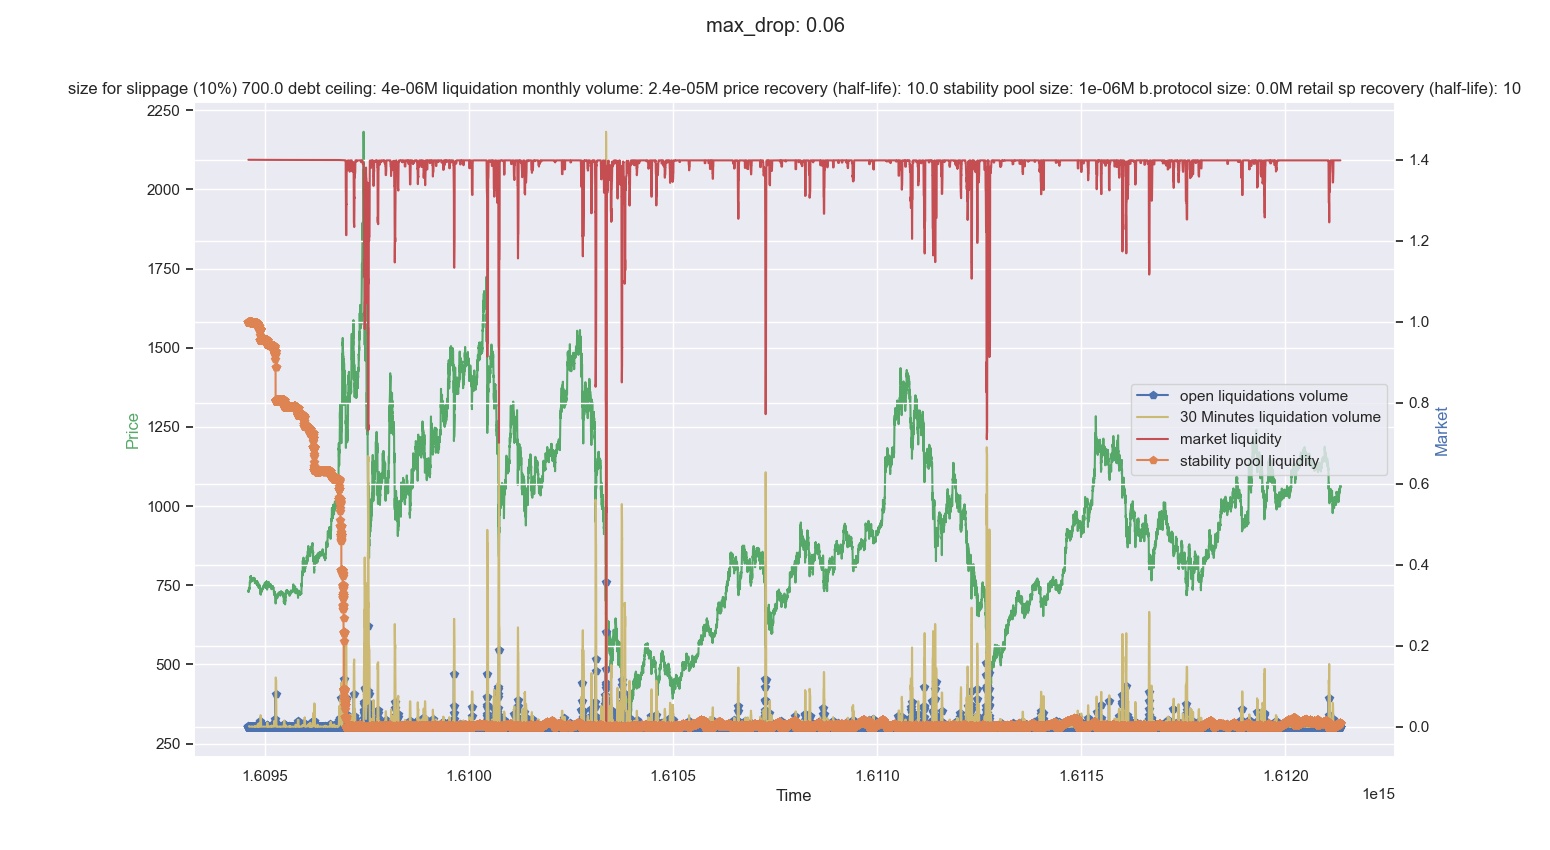 max_drop: 0.06
size for slippage (10%) 700.0 debt ceiling: 4e-06M liquidation monthly volume: 2.4e-05M price recovery (half-life): 10.0 stability pool size: 1e-06M b.protocol size: 0.0M retail sp recovery (half-life): 10
2250
2000
1750
1500
1250
1000
750
500
250
Price
1.4
1.2
1.0
0.8
0.6
0.4
0.2
0.0
Market
open liquidations volume
30 Minutes liquidation volume
market liquidity
stability pool liquidity
1.6095
1.6100
1.6105
1.6110
1.6115
1.6120
Time
1e15